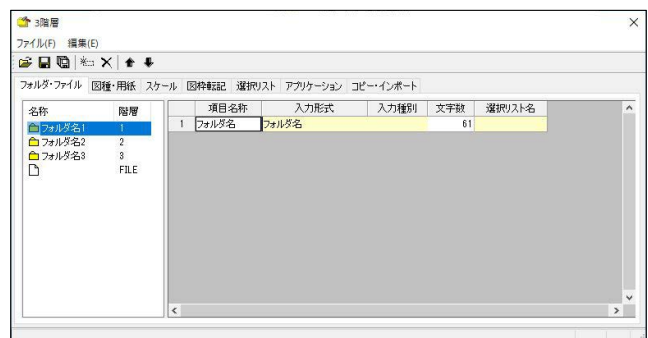 3階層
ファイル(F) 編集(E)
フォルダ・ファイル 図種・用紙 スケール 図枠転記 選択リスト アプリケーション コピー・インポート
名称 階層
フォルダ名1 1
フォルダ名2 2
フォルダ名3 3
FILE
項目名称 入力形式 入力種別 文字数 選択リスト名
1 フォルダ名 フォルダ名 61